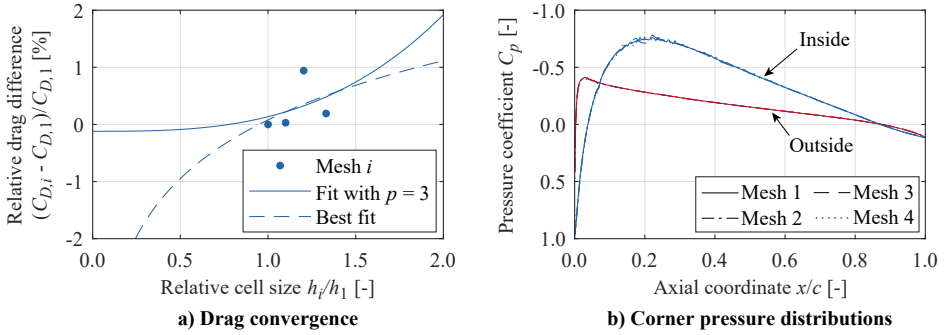 2
1
0
-1
-2
0.0
0.5
1.0
1.5
2.0
Relative drag difference
(C_{D,i} - C_{D,1})/C_{D,1} [%]
Mesh i
Fit with p = 3
Best fit
Relative cell size h_i/h_1 [-]
a) Drag convergence
-1.0
-0.5
0.0
0.5
1.0
Pressure coefficient C_p [-]
Inside
Outside
Mesh 1
Mesh 3
Mesh 2
Mesh 4
0.0
0.2
0.4
0.6
0.8
1.0
Axial coordinate x/c [-]
b) Corner pressure distributions